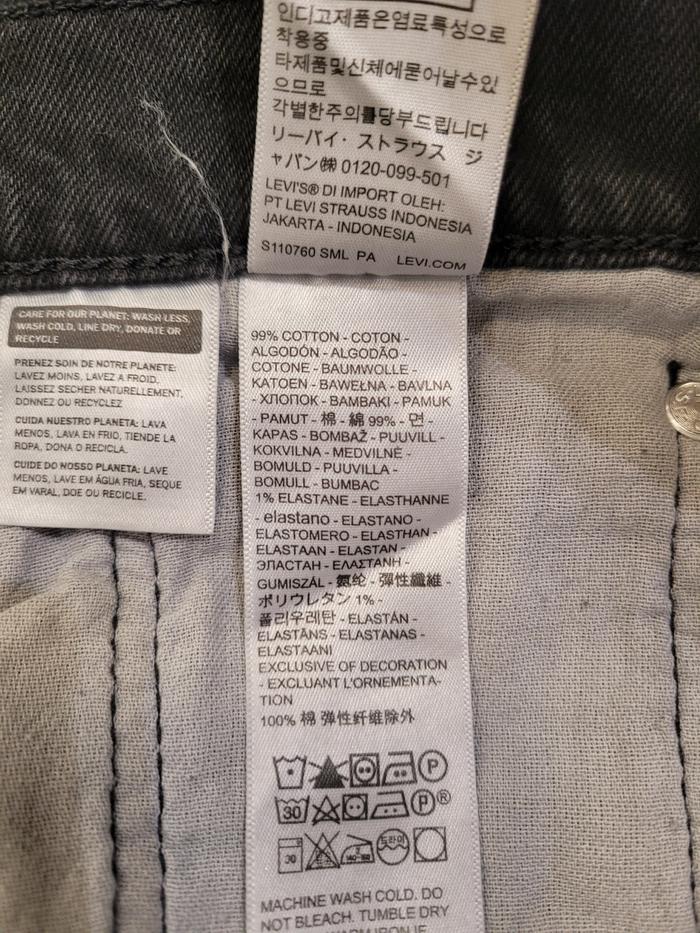 인디고제품은염료특성으로
착용중
타제품및신체에묻어날수있
으므로
각별한주의를당부드립니다
リーバイ・ストラウス ジ
ャパン㈱ 0120-099-501
LEVI'S® DI IMPORT OLEH:
PT LEVI STRAUSS INDONESIA
JAKARTA - INDONESIA
S110760 SML PA LEVI.COM
CARE FOR OUR PLANET: WASH LESS,
WASH COLD, LINE DRY, DONATE OR
RECYCLE
PRENEZ SOIN DE NOTRE PLANETE:
LAVEZ MOINS, LAVEZ A FROID,
LAISSEZ SECHER NATURELLEMENT,
DONNEZ OU RECYCLEZ
CUIDA NUESTRO PLANETA: LAVA
MENOS, LAVA EN FRIO, TIENDE LA
ROPA, DONA O RECICLA.
CUIDE DO NOSSO PLANETA: LAVE
MENOS, LAVE EM ÁGUA FRIA, SEQUE
EM VARAL, DOE OU RECICLE.
99% COTTON - COTON -
ALGODÓN - ALGODÃO -
COTONE - BAUMWOLLE -
KATOEN - BAWEŁNA - BAVLNA
- ХЛОПОК - BAMBAKI - PAMUK
- PAMUT - 棉 - 綿 99% - 면 -
KAPAS - BOMBAŽ - PUUVILL -
KOKVILNA - MEDVILNĖ -
BOMULD - PUUVILLA -
BOMULL - BUMBAC
1% ELASTANE - ELASTHANNE
- elastano - ELASTANO -
ELASTOMERO - ELASTHAN -
ELASTAAN - ELASTAN -
ЭЛАСТАН - ΕΛΑΣΤΑΝΗ -
GUMISZÁL - 氨纶 - 彈性纖維 -
ポリウレタン 1% -
폴리우레탄 - ELASTÁN -
ELASTĀNS - ELASTANAS -
ELASTAANI
EXCLUSIVE OF DECORATION
- EXCLUANT L'ORNEMENTA-
TION
100% 棉 弹性纤维除外
P
30 P®
30 140-160 드라이
MACHINE WASH COLD. DO
NOT BLEACH. TUMBLE DRY